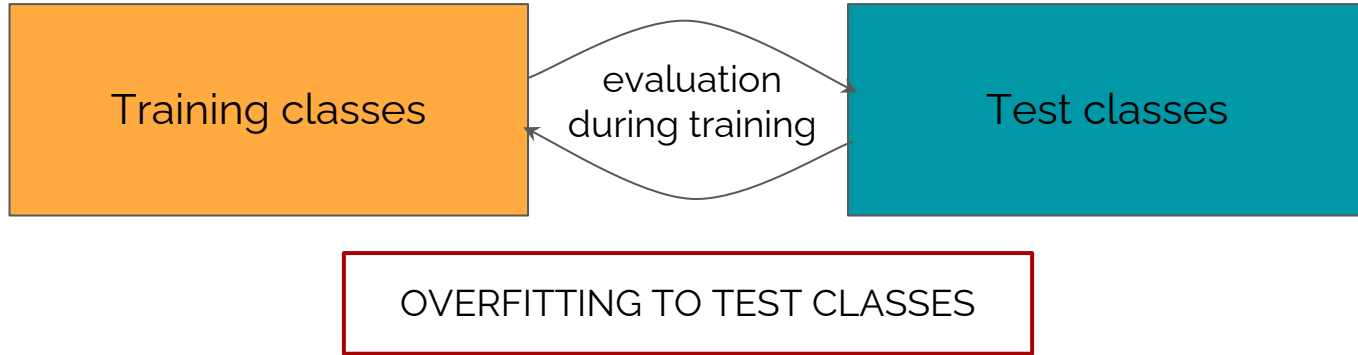 Training classes
evaluation
during training
Test classes
OVERFITTING TO TEST CLASSES